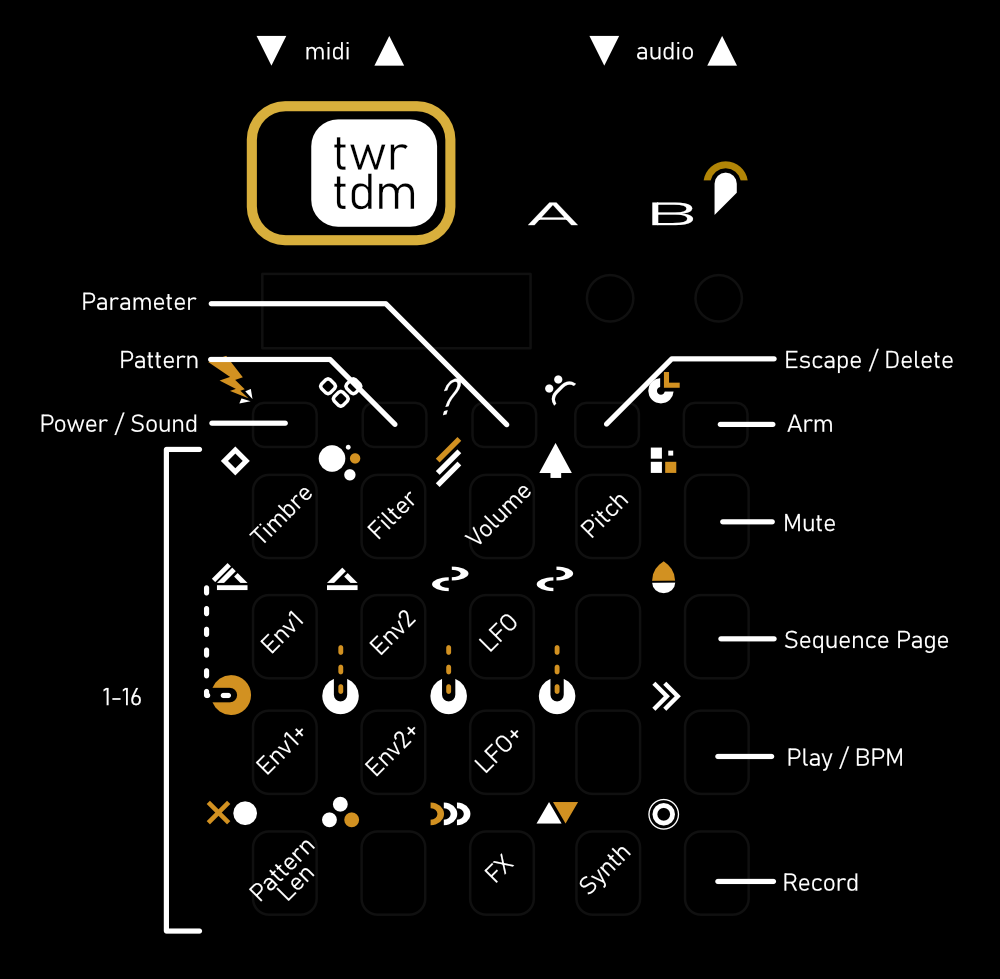 midi
audio
twr
tdm
A B
Parameter
Pattern
Escape / Delete
?
Power / Sound
Arm
Timbre
Filter
Volume
Pitch
Mute
Env1
Env2
LFO
Sequence Page
1-16
Env1+
Env2+
LFO+
Play / BPM
Pattern
Len
FX
Synth
Record